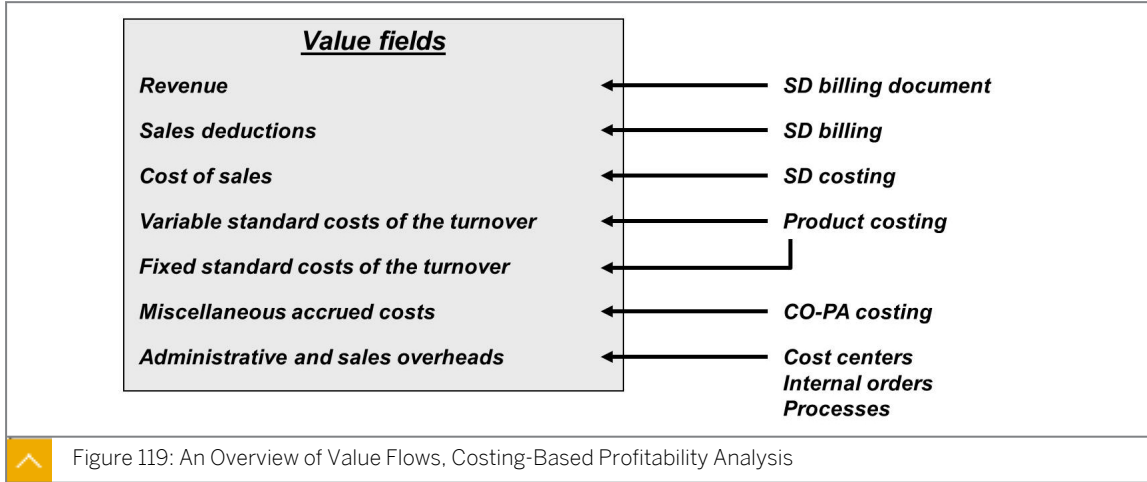 Value fields
Revenue
SD billing document
Sales deductions
SD billing
Cost of sales
SD costing
Variable standard costs of the turnover
Product costing
Fixed standard costs of the turnover
Miscellaneous accrued costs
CO-PA costing
Administrative and sales overheads
Cost centers
Internal orders
Processes
Figure 119: An Overview of Value Flows, Costing-Based Profitability Analysis